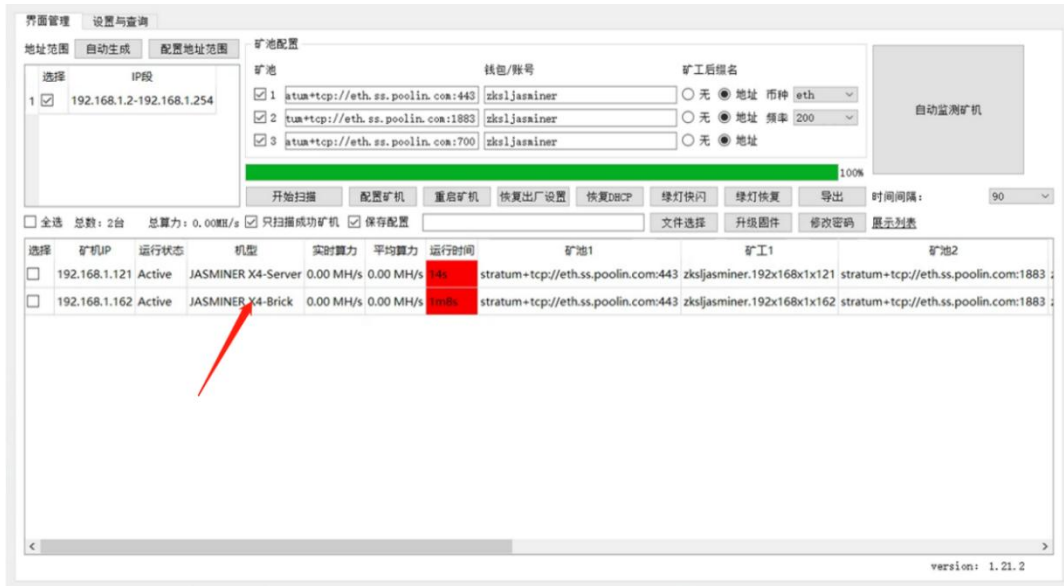 界面管理 设置与查询
地址范围 自动生成 配置地址范围 矿池配置
选择 IP段
1 192.168.1.2-192.168.1.254
矿池 钱包/账号 矿工后缀名
1 atum+tcp://eth.ss.poolin.com:443 zksljasminer 无 地址 币种 eth
2 tum+tcp://eth.ss.poolin.com:1883 zksljasminer 无 地址 频率 200
3 atum+tcp://eth.ss.poolin.com:700 zksljasminer 无 地址
自动监测矿机
100%
开始扫描 配置矿机 重启矿机 恢复出厂设置 恢复DHCP 绿灯快闪 绿灯恢复 导出 时间间隔: 90
全选 总数: 2台 总算力: 0.00MH/s 只扫描成功矿机 保存配置 文件选择 升级固件 修改密码 展示列表
选择 矿机IP 运行状态 机型 实时算力 平均算力 运行时间 矿池1 矿工1 矿池2
192.168.1.121 Active JASMINER X4-Server 0.00 MH/s 0.00 MH/s 14s stratum+tcp://eth.ss.poolin.com:443 zksljasminer.192x168x1x121 stratum+tcp://eth.ss.poolin.com:1883
192.168.1.162 Active JASMINER X4-Brick 0.00 MH/s 0.00 MH/s 1m8s stratum+tcp://eth.ss.poolin.com:443 zksljasminer.192x168x1x162 stratum+tcp://eth.ss.poolin.com:1883
version: 1.21.2